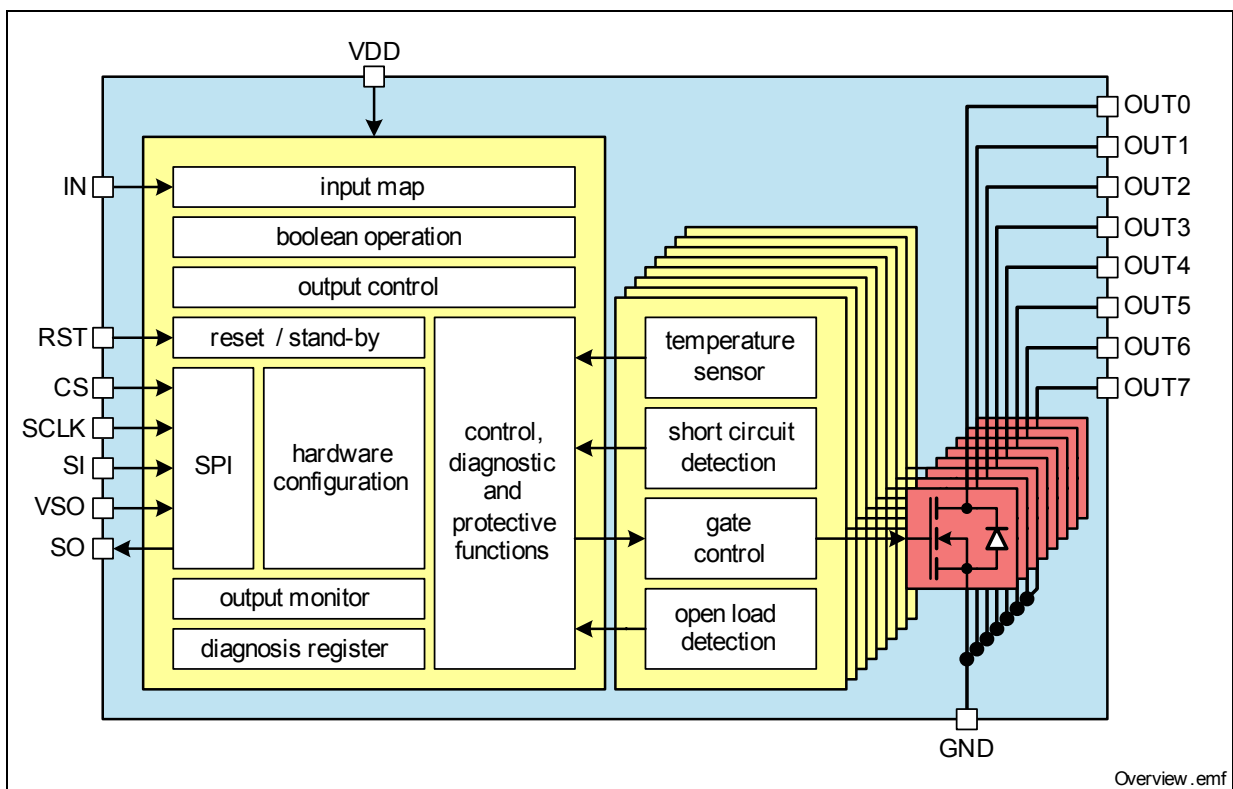 VDD
OUT0
OUT1
OUT2
OUT3
OUT4
OUT5
OUT6
OUT7
IN
RST
CS
SCLK
SI
VSO
SO
input map
boolean operation
output control
reset / stand-by
SPI
hardware
configuration
control,
diagnostic
and
protective
functions
output monitor
diagnosis register
temperature
sensor
short circuit
detection
gate
control
open load
detection
GND
Overview.emf